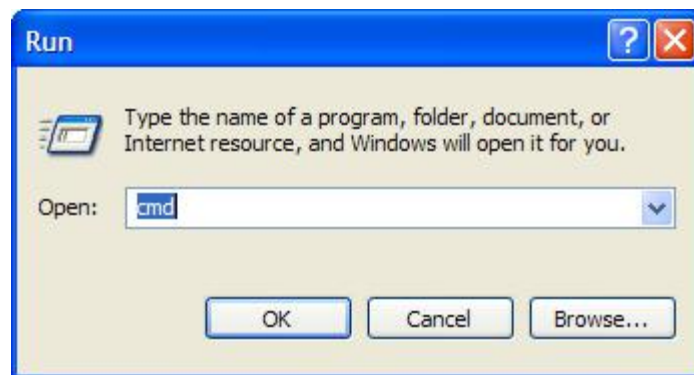 Run
Type the name of a program, folder, document, or
Internet resource, and Windows will open it for you.
Open: cmd
OK Cancel Browse...